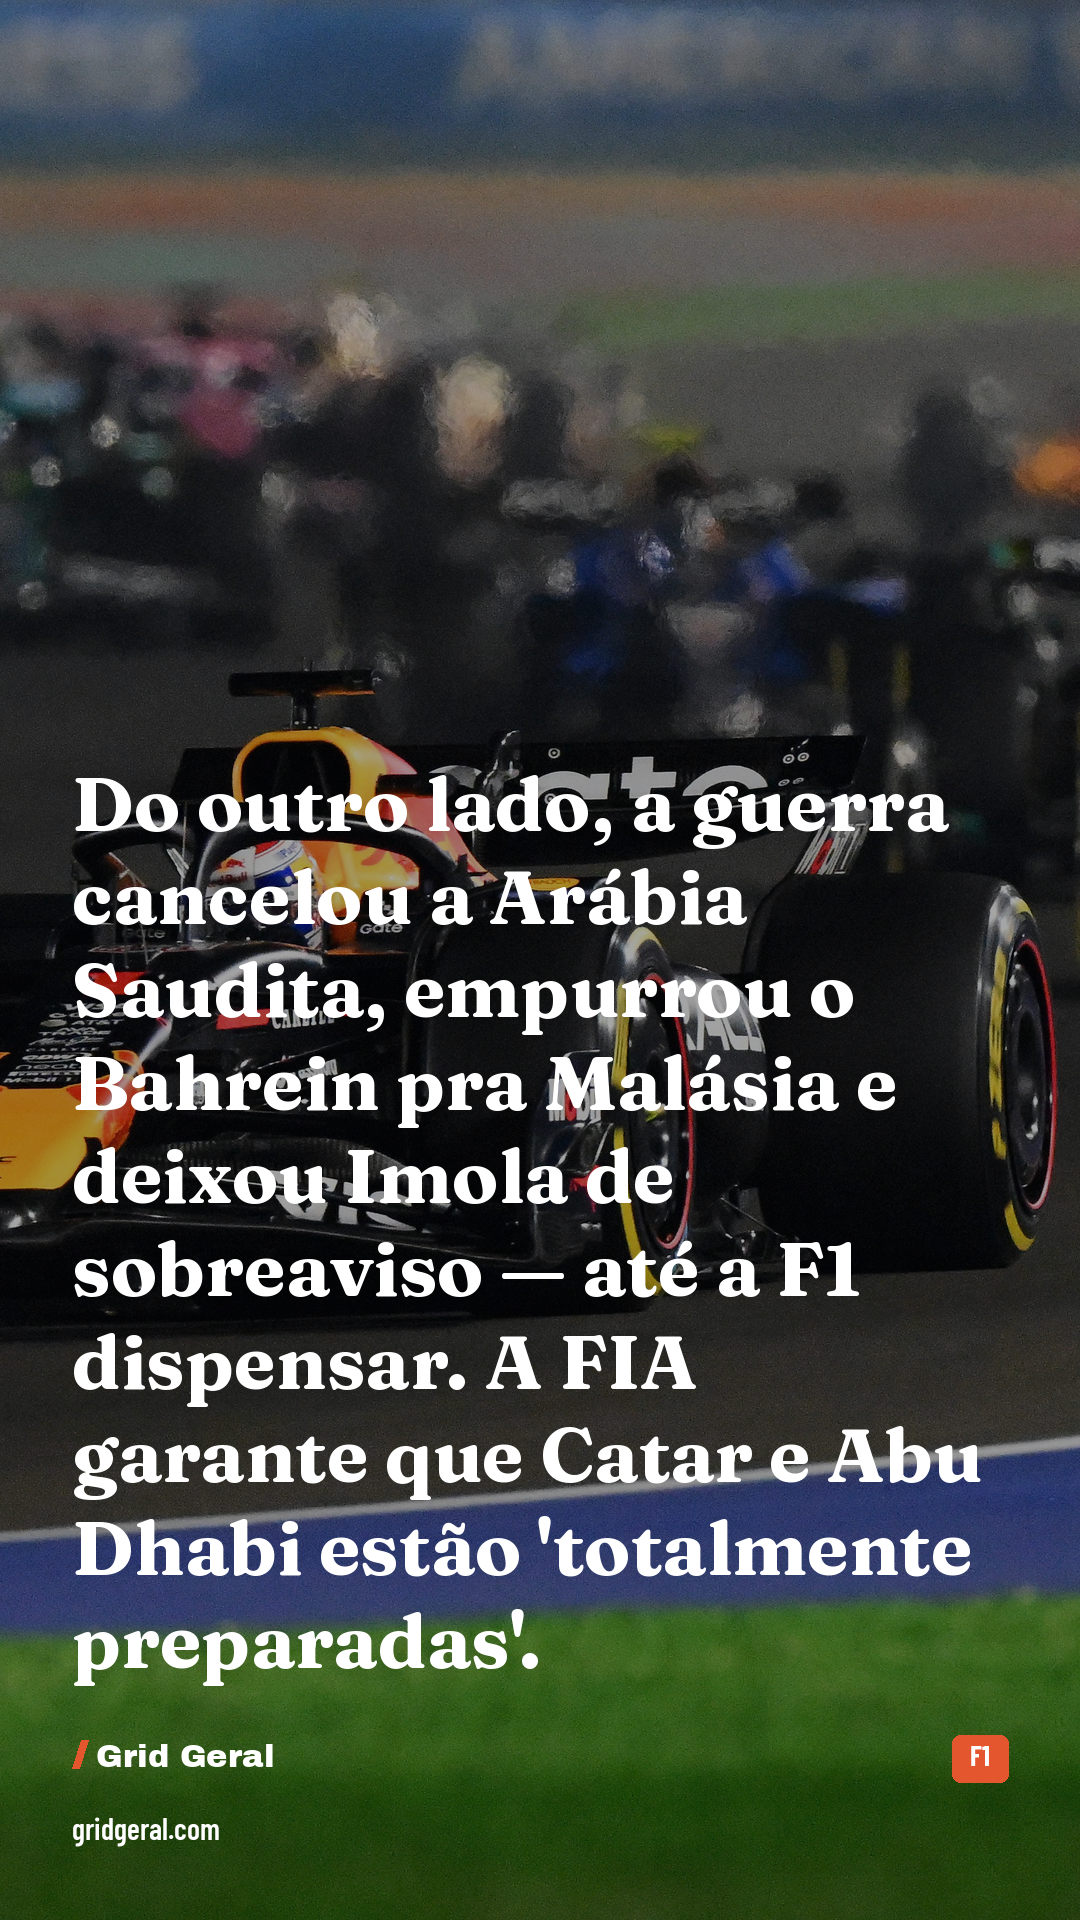 Do outro lado, a guerra
cancelou a Arábia
Saudita, empurrou o
Bahrein pra Malásia e
deixou Imola de
sobreaviso — até a F1
dispensar. A FIA
garante que Catar e Abu
Dhabi estão 'totalmente
preparadas'.
/ Grid Geral
F1
gridgeral.com